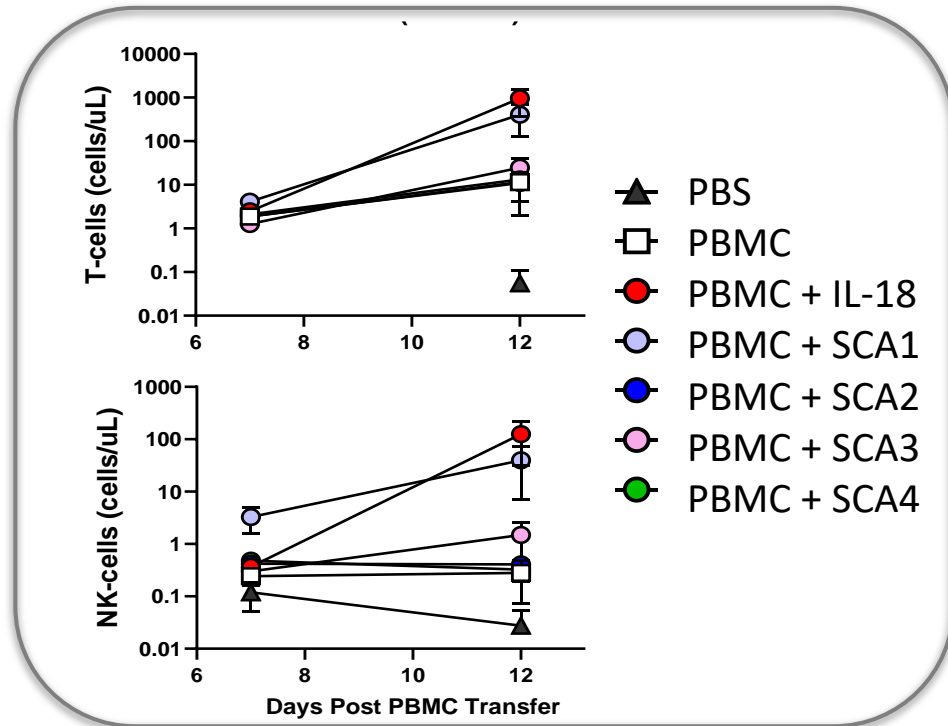 10000
1000
100
10
1
0.1
0.01
T-cells (cells/uL)
6 8 10 12
1000
100
10
1
0.1
0.01
NK-cells (cells/uL)
6 8 10 12
Days Post PBMC Transfer
PBS
PBMC
PBMC + IL-18
PBMC + SCA1
PBMC + SCA2
PBMC + SCA3
PBMC + SCA4